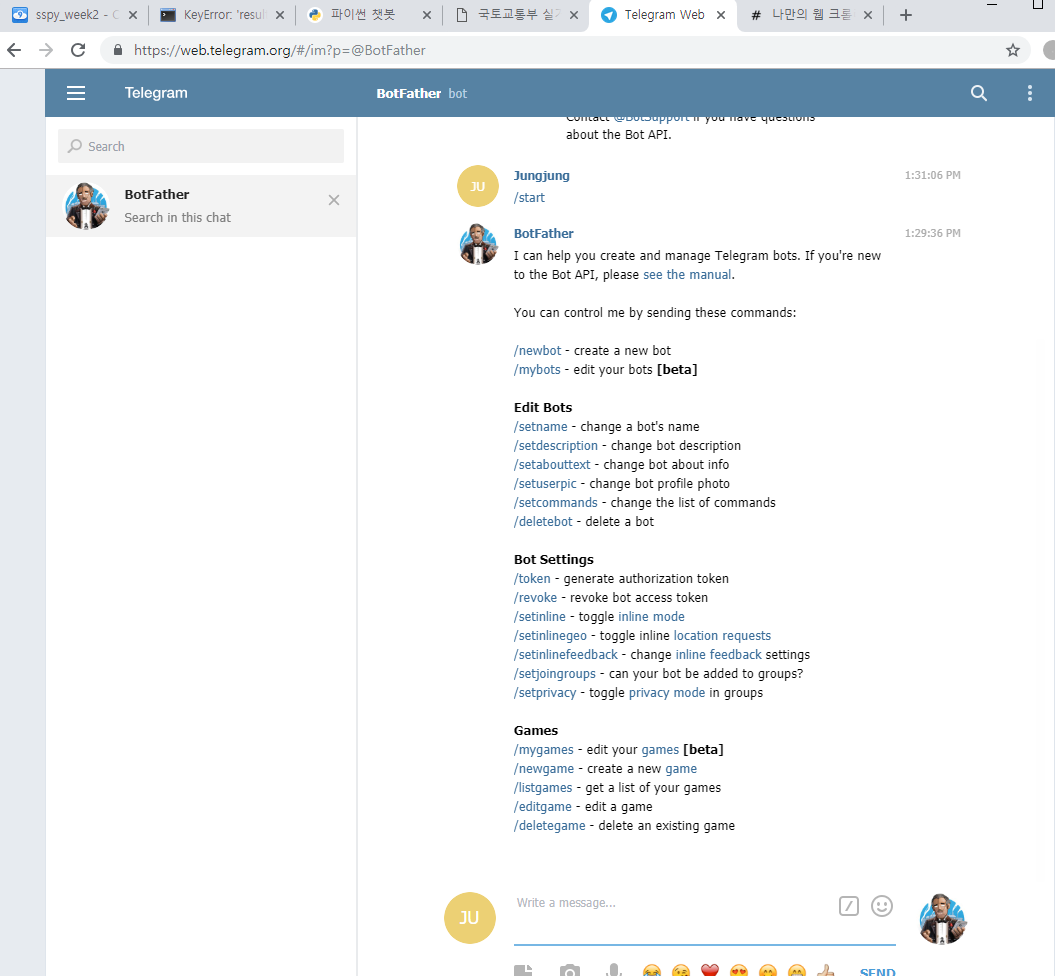 sspy_week2 - C
KeyError: 'resul
파이썬 챗봇
국토교통부 실
Telegram Web
나만의 웹 크롤
https://web.telegram.org/#/im?p=@BotFather
Telegram
BotFather bot
Search
BotFather
Search in this chat
Contact @BotSupport if you have questions
about the Bot API.
JU
Jungjung
1:31:06 PM
/start
BotFather
1:29:36 PM
I can help you create and manage Telegram bots. If you're new
to the Bot API, please see the manual.
You can control me by sending these commands:
/newbot - create a new bot
/mybots - edit your bots [beta]
Edit Bots
/setname - change a bot's name
/setdescription - change bot description
/setabouttext - change bot about info
/setuserpic - change bot profile photo
/setcommands - change the list of commands
/deletebot - delete a bot
Bot Settings
/token - generate authorization token
/revoke - revoke bot access token
/setinline - toggle inline mode
/setinlinegeo - toggle inline location requests
/setinlinefeedback - change inline feedback settings
/setjoingroups - can your bot be added to groups?
/setprivacy - toggle privacy mode in groups
Games
/mygames - edit your games [beta]
/newgame - create a new game
/listgames - get a list of your games
/editgame - edit a game
/deletegame - delete an existing game
JU
Write a message...
SEND